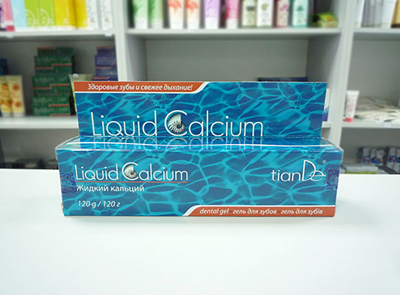 Здоровые зубы и свежее дыхание!
Liquid Calcium
Liquid Calcium
жидкий кальций
120 g / 120 г
tianDe
dental gel гель для зубов гель для зубів